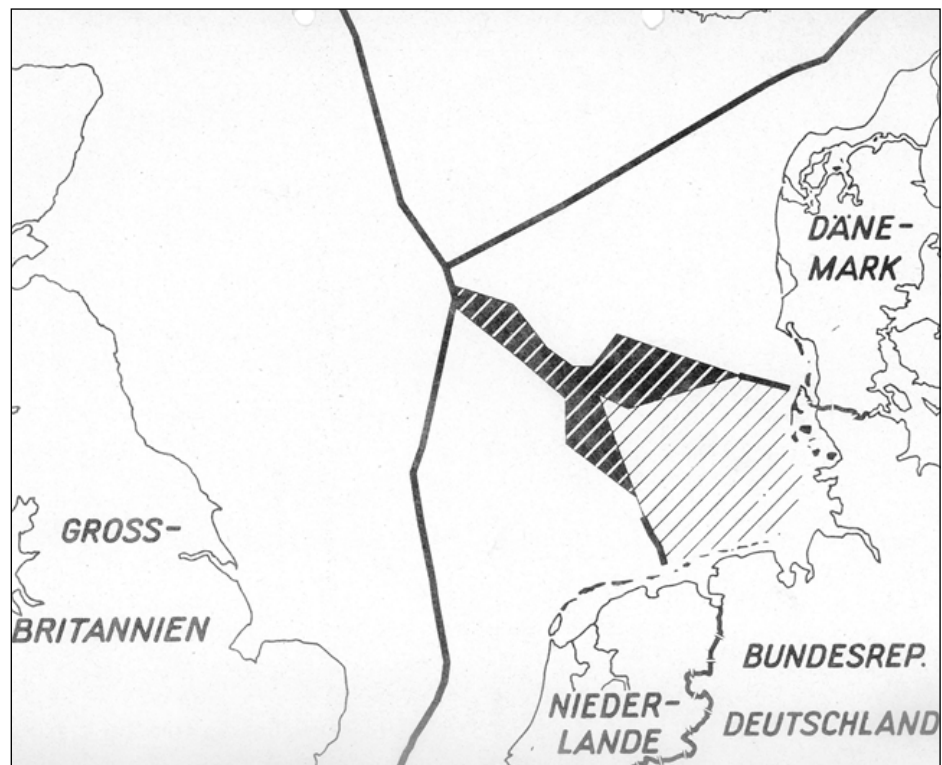 DÄNE-
MARK
GROSS-
BRITANNIEN
BUNDESREP.
DEUTSCHLAND
NIEDER-
LANDE